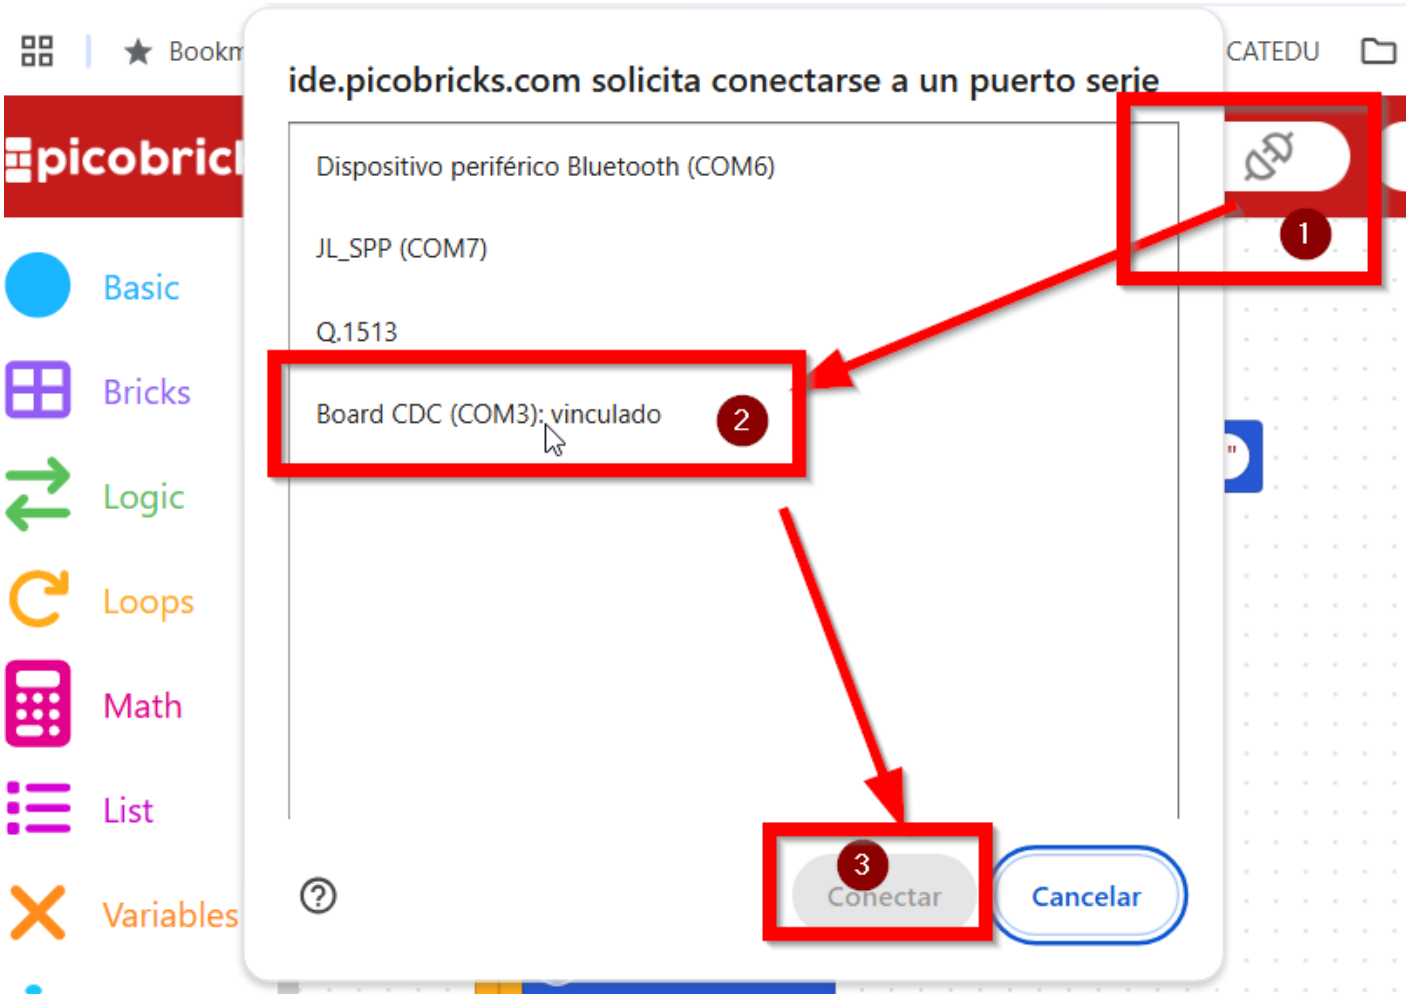 Bookm
CATEDU
ide.picobricks.com solicita conectarse a un puerto serie
picobric
Dispositivo periférico Bluetooth (COM6)
JL_SPP (COM7)
Q.1513
Board CDC (COM3): vinculado
1
2
3
"
Basic
Bricks
Logic
Loops
Math
List
Variables
Conectar
Cancelar